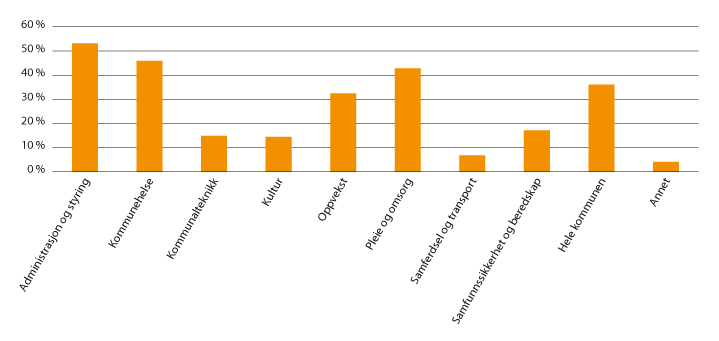 60 %
50 %
40 %
30 %
20 %
10 %
0 %
Administrasjon og styring
Kommunehelse
Kommunalteknikk
Kultur
Oppvekst
Pleie og omsorg
Samferdsel og transport
Samfunnssikkerhet og beredskap
Hele kommunen
Annet